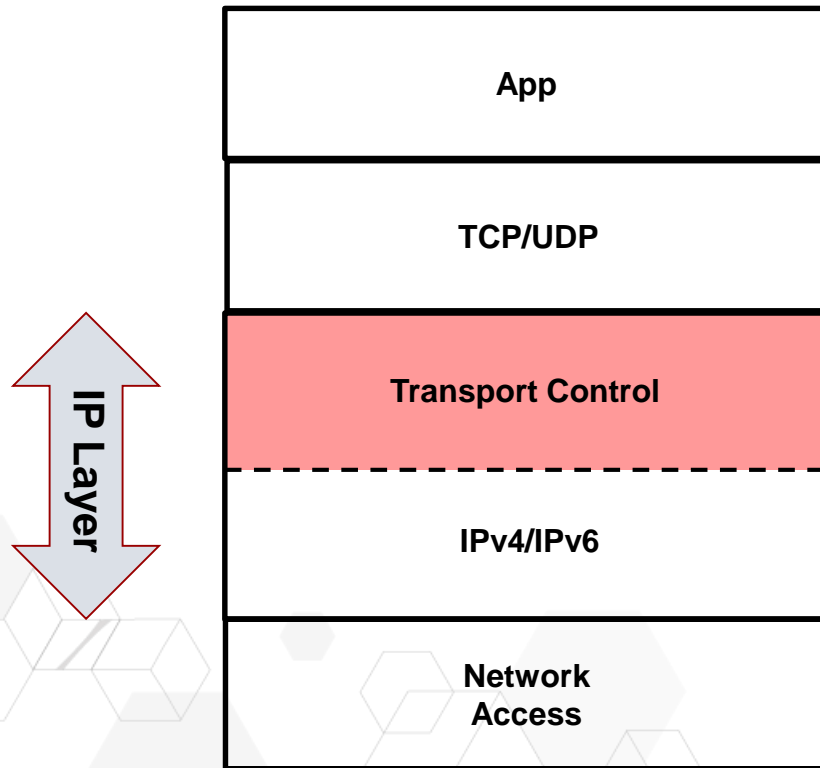 App
TCP/UDP
Transport Control
IP Layer
IPv4/IPv6
Network
Access